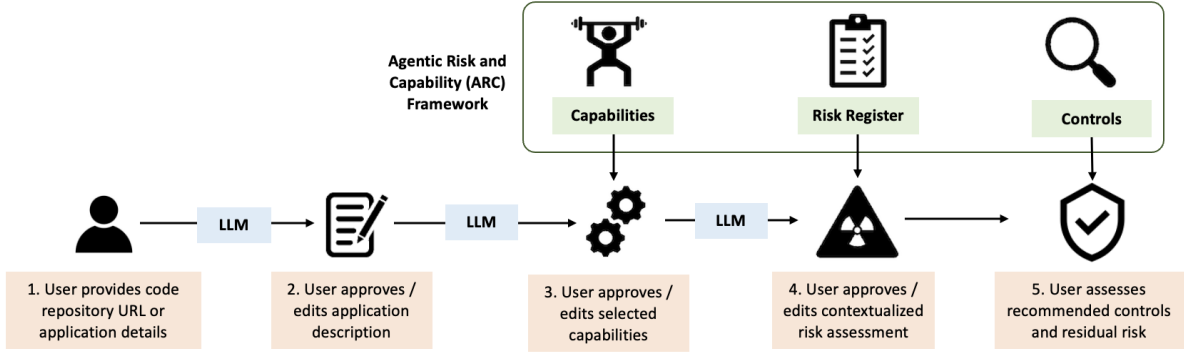 Agentic Risk and
Capability (ARC)
Framework
Capabilities
Risk Register
Controls
LLM
LLM
LLM
1. User provides code
repository URL or
application details
2. User approves /
edits application
description
3. User approves /
edits selected
capabilities
4. User approves /
edits contextualized
risk assessment
5. User assesses
recommended controls
and residual risk